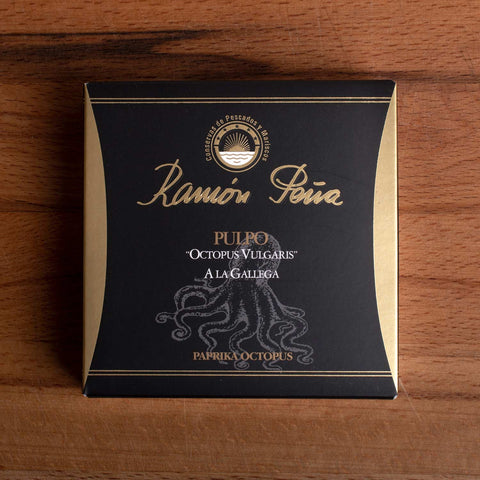 Conservas de Pescados y Mariscos
Ramón Peña
PULPO
"OCTOPUS VULGARIS"
A LA GALLEGA
PAPRIKA OCTOPUS